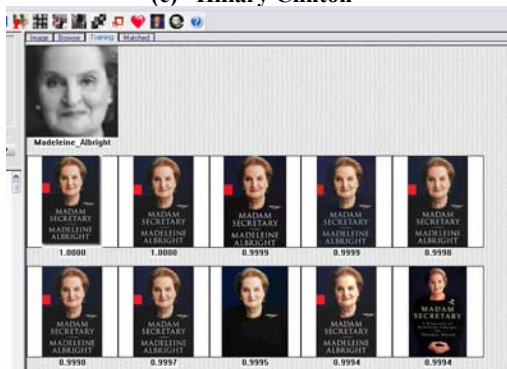 (c) Hillary Clinton
Image Browse Training Matched
Madeleine_Albright
MADAM
SECRETARY
MADELEINE
ALBRIGHT
MADAM
SECRETARY
MADELEINE
ALBRIGHT
MADAM
SECRETARY
MADELEINE
ALBRIGHT
MADAM
SECRETARY
MADELEINE
ALBRIGHT
MADAM
SECRETARY
MADELEINE
ALBRIGHT
1.0000 1.0000 0.9999 0.9999 0.9998
MADAM
SECRETARY
MADELEINE
ALBRIGHT
MADAM
SECRETARY
MADELEINE
ALBRIGHT
MADAM
SECRETARY
MADELEINE
ALBRIGHT
MADAM
SECRETARY
0.9998 0.9997 0.9995 0.9994 0.9994